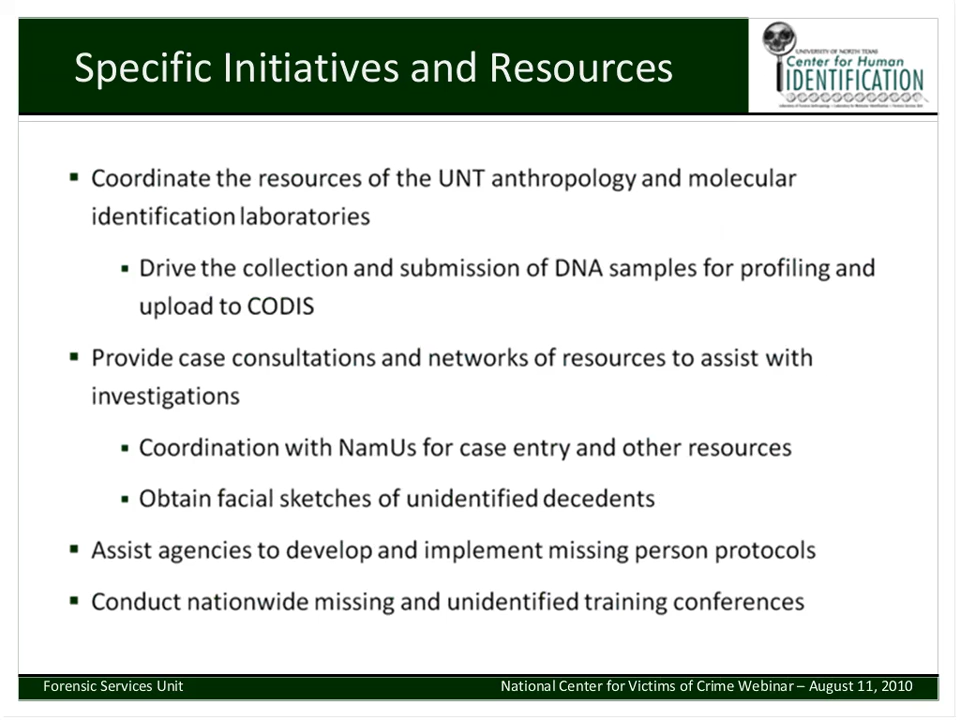 Specific Initiatives and Resources
UNIVERSITY OF NORTH TEXAS
Center for Human
IDENTIFICATION
▪ Coordinate the resources of the UNT anthropology and molecular
identification laboratories
▪ Drive the collection and submission of DNA samples for profiling and
upload to CODIS
▪ Provide case consultations and networks of resources to assist with
investigations
▪ Coordination with NamUs for case entry and other resources
▪ Obtain facial sketches of unidentified decedents
▪ Assist agencies to develop and implement missing person protocols
▪ Conduct nationwide missing and unidentified training conferences
Forensic Services Unit
National Center for Victims of Crime Webinar – August 11, 2010